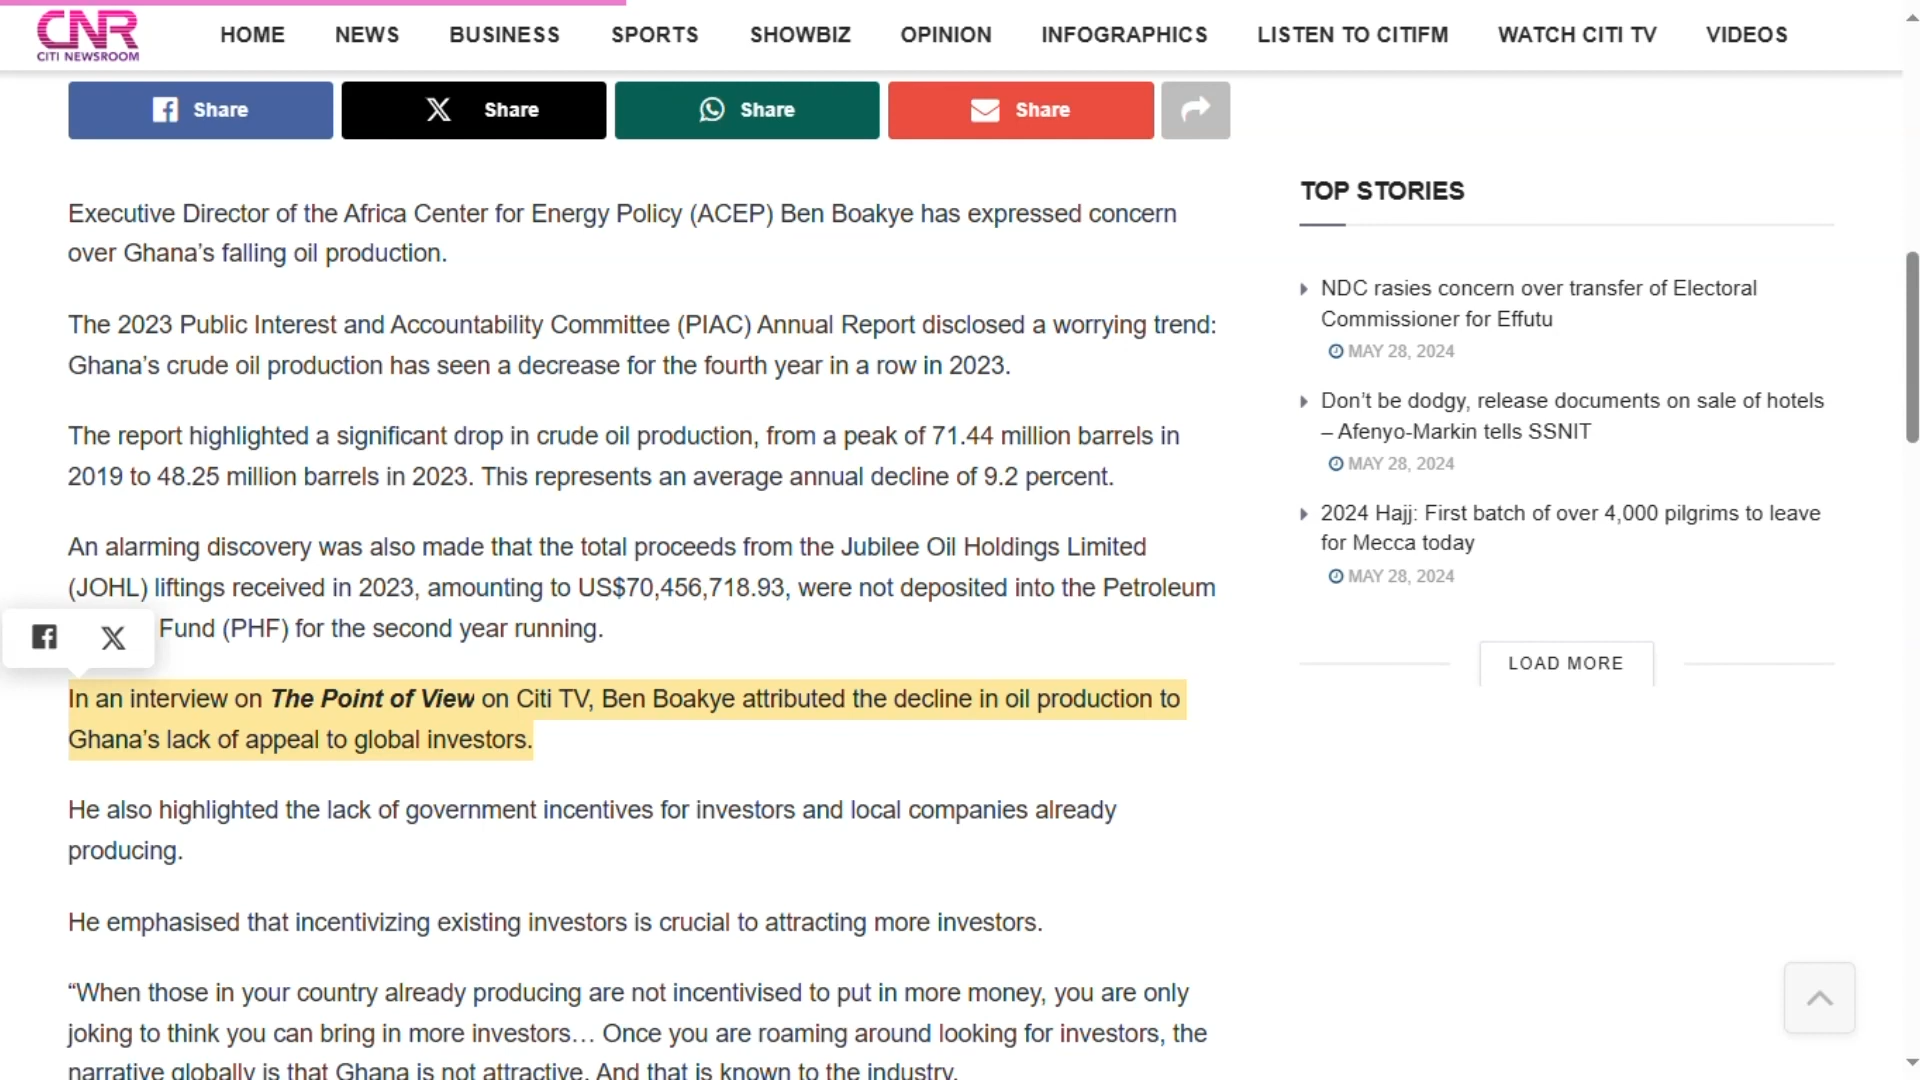 CNR
CITI NEWSROOM
HOME
NEWS
BUSINESS
SPORTS
SHOWBIZ
OPINION
INFOGRAPHICS
LISTEN TO CITIFM
WATCH CITI TV
VIDEOS
Share
Share
Share
Share
Executive Director of the Africa Center for Energy Policy (ACEP) Ben Boakye has expressed concern
over Ghana’s falling oil production.
The 2023 Public Interest and Accountability Committee (PIAC) Annual Report disclosed a worrying trend:
Ghana’s crude oil production has seen a decrease for the fourth year in a row in 2023.
The report highlighted a significant drop in crude oil production, from a peak of 71.44 million barrels in
2019 to 48.25 million barrels in 2023. This represents an average annual decline of 9.2 percent.
An alarming discovery was also made that the total proceeds from the Jubilee Oil Holdings Limited
(JOHL) liftings received in 2023, amounting to US$70,456,718.93, were not deposited into the Petroleum
Fund (PHF) for the second year running.
In an interview on The Point of View on Citi TV, Ben Boakye attributed the decline in oil production to
Ghana’s lack of appeal to global investors.
He also highlighted the lack of government incentives for investors and local companies already
producing.
He emphasised that incentivizing existing investors is crucial to attracting more investors.
“When those in your country already producing are not incentivised to put in more money, you are only
joking to think you can bring in more investors… Once you are roaming around looking for investors, the
narrative globally is that Ghana is not attractive. And that is known to the industry.
TOP STORIES
NDC rasies concern over transfer of Electoral
Commissioner for Effutu
MAY 28, 2024
Don’t be dodgy, release documents on sale of hotels
– Afenyo-Markin tells SSNIT
MAY 28, 2024
2024 Hajj: First batch of over 4,000 pilgrims to leave
for Mecca today
MAY 28, 2024
LOAD MORE